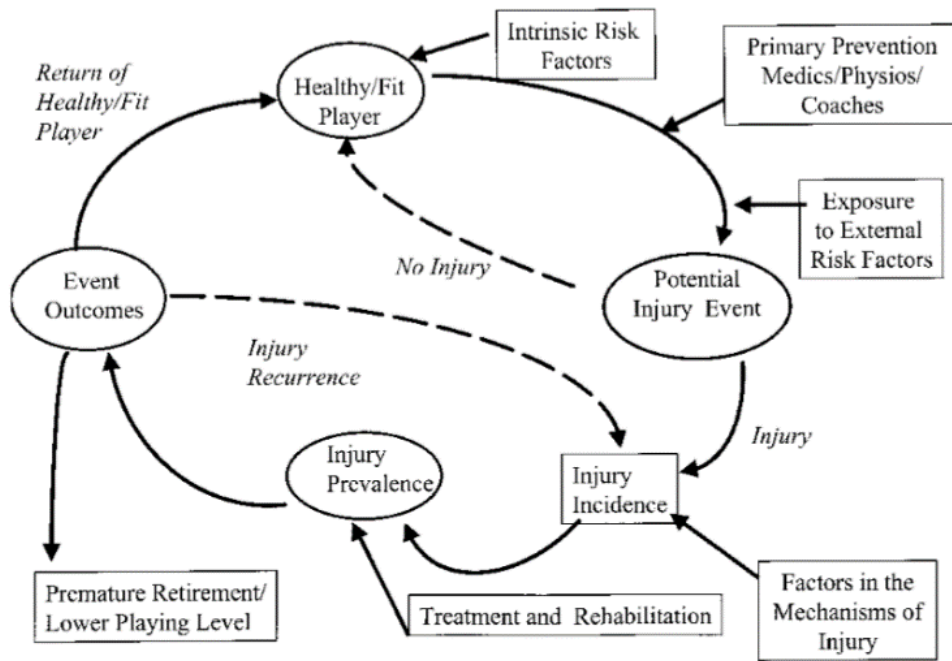 Intrinsic Risk
Factors
Primary Prevention
Medics/Physios/
Coaches
Return of
Healthy/Fit
Player
Healthy/Fit
Player
Exposure
to External
Risk Factors
No Injury
Potential
Injury Event
Event
Outcomes
Injury
Recurrence
Injury
Injury
Prevalence
Injury
Incidence
Premature Retirement/
Lower Playing Level
Treatment and Rehabilitation
Factors in the
Mechanisms of
Injury